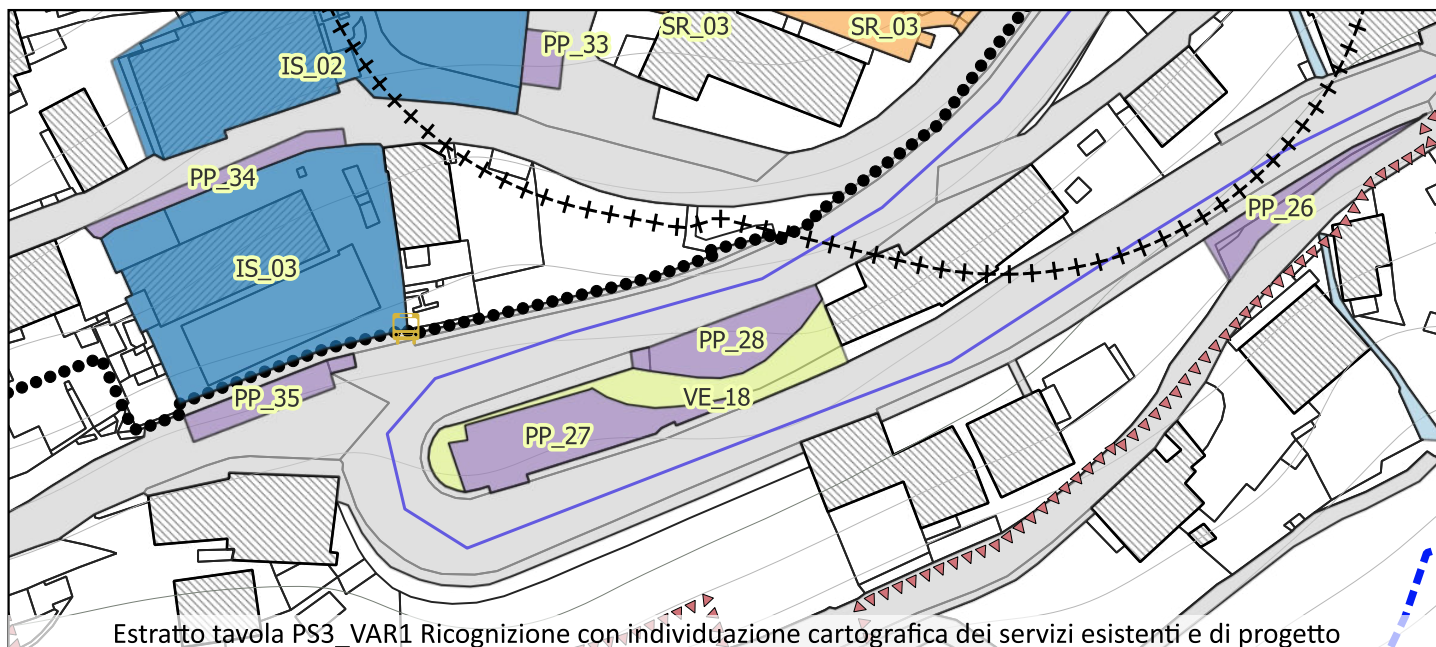 SR_03
SR_03
PP_33
IS_02
PP_34
PP_26
IS_03
PP_28
PP_35
VE_18
PP_27
Estratto tavola PS3_VAR1 Ricognizione con individuazione cartografica dei servizi esistenti e di progetto